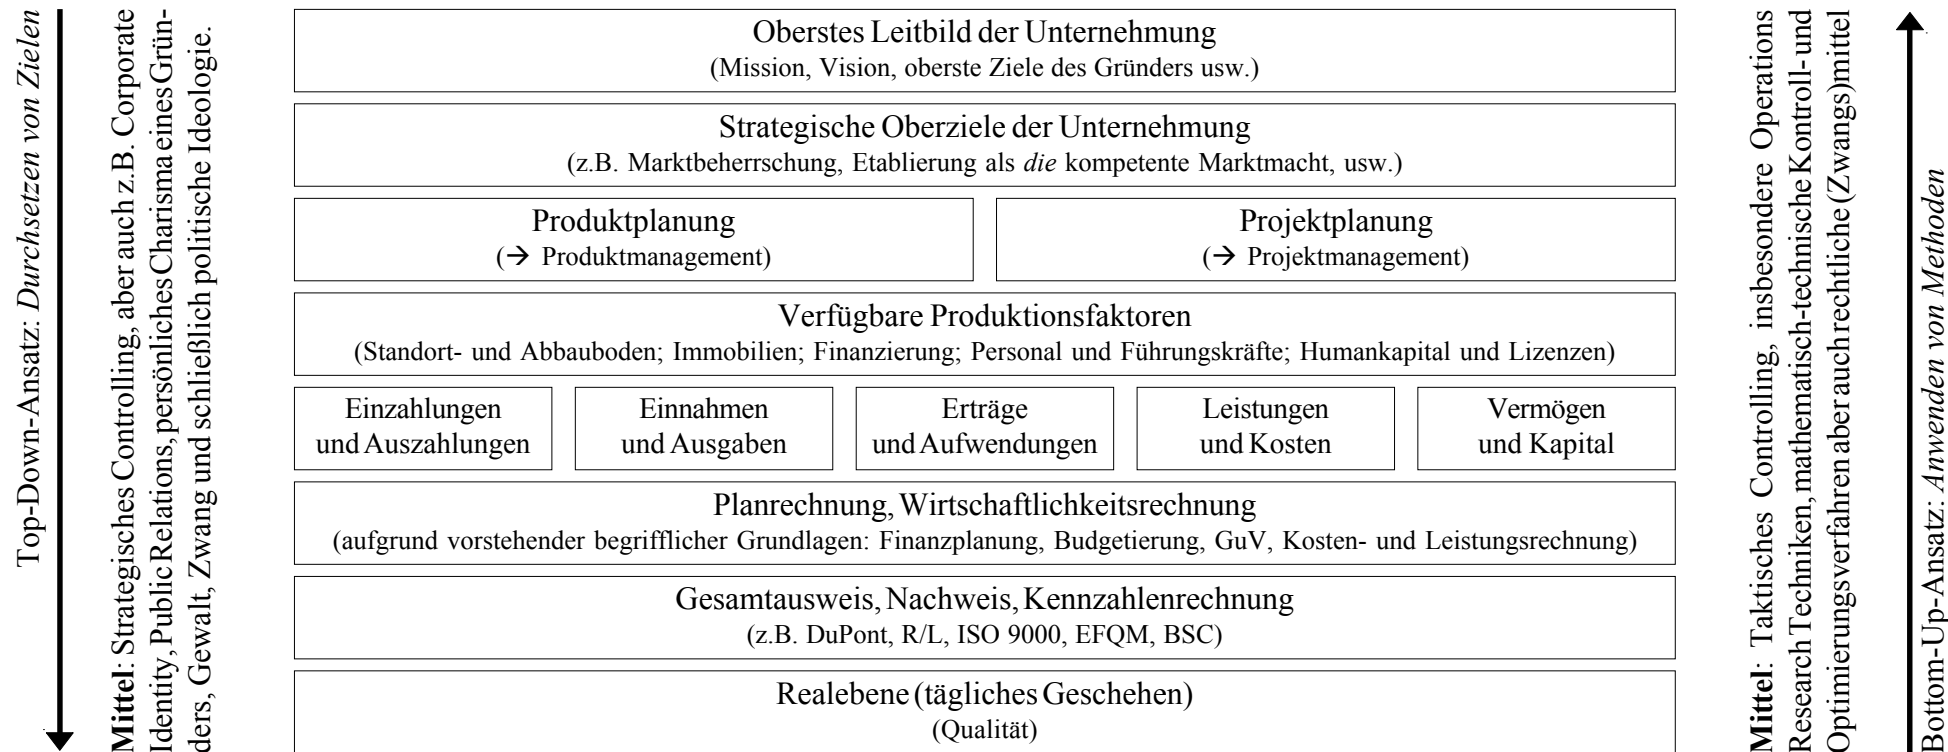 Top-Down-Ansatz: Durchsetzen von Zielen
Mittel: Strategisches Controlling, aber auch z.B. Corporate
Identity, Public Relations, persönliches Charisma eines Grün-
ders, Gewalt, Zwang und schließlich politische Ideologie.
Oberstes Leitbild der Unternehmung
(Mission, Vision, oberste Ziele des Gründers usw.)
Strategische Oberziele der Unternehmung
(z.B. Marktbeherrschung, Etablierung als die kompetente Marktmacht, usw.)
Produktplanung
(→ Produktmanagement)
Projektplanung
(→ Projektmanagement)
Verfügbare Produktionsfaktoren
(Standort- und Abbauboden; Immobilien; Finanzierung; Personal und Führungskräfte; Humankapital und Lizenzen)
Einzahlungen
und Auszahlungen
Einnahmen
und Ausgaben
Erträge
und Aufwendungen
Leistungen
und Kosten
Vermögen
und Kapital
Planrechnung, Wirtschaftlichkeitsrechnung
(aufgrund vorstehender begrifflicher Grundlagen: Finanzplanung, Budgetierung, GuV, Kosten- und Leistungsrechnung)
Gesamtausweis, Nachweis, Kennzahlenrechnung
(z.B. DuPont, R/L, ISO 9000, EFQM, BSC)
Realebene (tägliches Geschehen)
(Qualität)
Mittel: Taktisches Controlling, insbesondere Operations
Research Techniken, mathematisch-technische Kontroll- und
Optimierungsverfahren aber auch rechtliche (Zwangs)mittel
Bottom-Up-Ansatz: Anwenden von Methoden